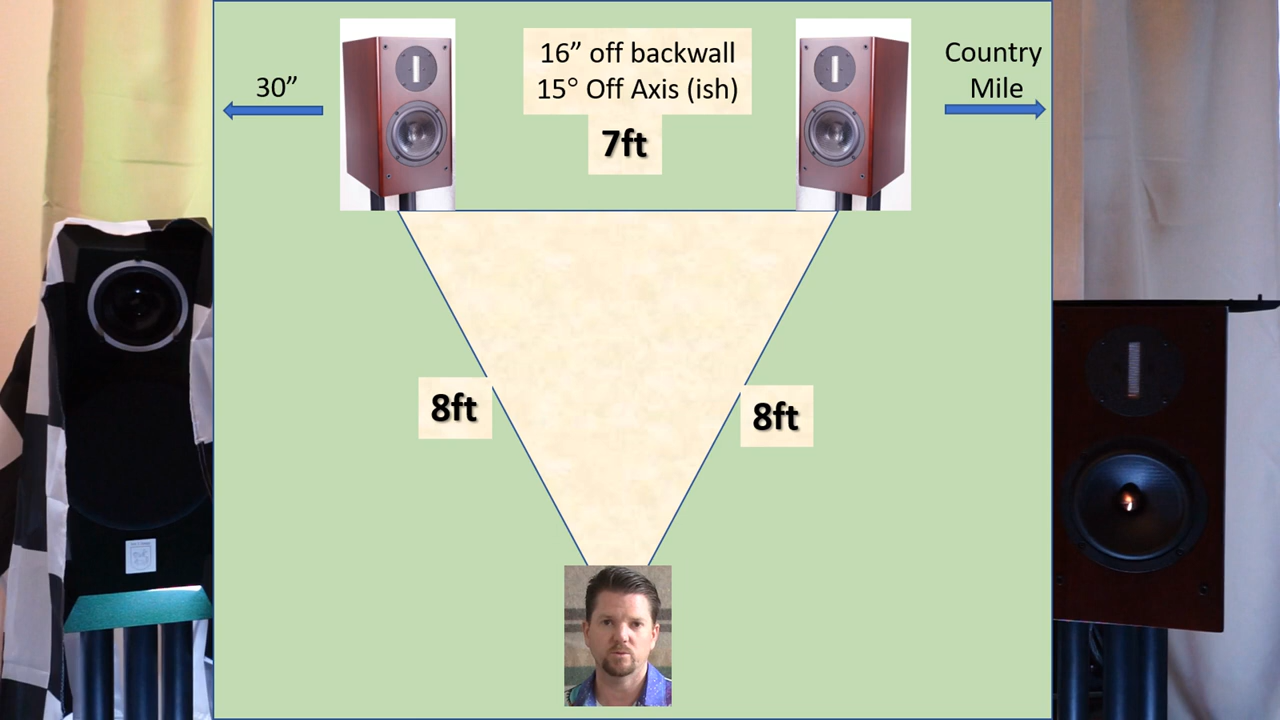 30”
16” off backwall
15° Off Axis (ish)
7ft
Country
Mile
8ft
8ft